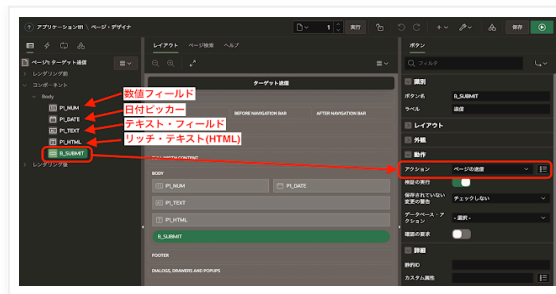 アプリケーション111 \ ページ・デザイナ
1
実行
保存
レイアウト ページ検索 ヘルプ
ボタン
ページ1: ターゲット送信
レンダリング前
コンポーネント
Body
P1_NUM
P1_DATE
P1_TEXT
P1_HTML
B_SUBMIT
レンダリング後
数値フィールド
日付ピッカー
テキスト・フィールド
リッチ・テキスト(HTML)
ターゲット送信
BEFORE NAVIGATION BAR
AFTER NAVIGATION BAR
BODY
P1_NUM
P1_DATE
P1_TEXT
P1_HTML
B_SUBMIT
FOOTER
DIALOGS, DRAWERS AND POPUPS
フィルタ
識別
ボタン名 B_SUBMIT
ラベル 送信
レイアウト
外観
動作
アクション ページの送信
検証の実行
保存されていない変更の警告 チェックしない
データベース・アクション - 選択 -
確認の要求
詳細
静的ID
カスタム属性